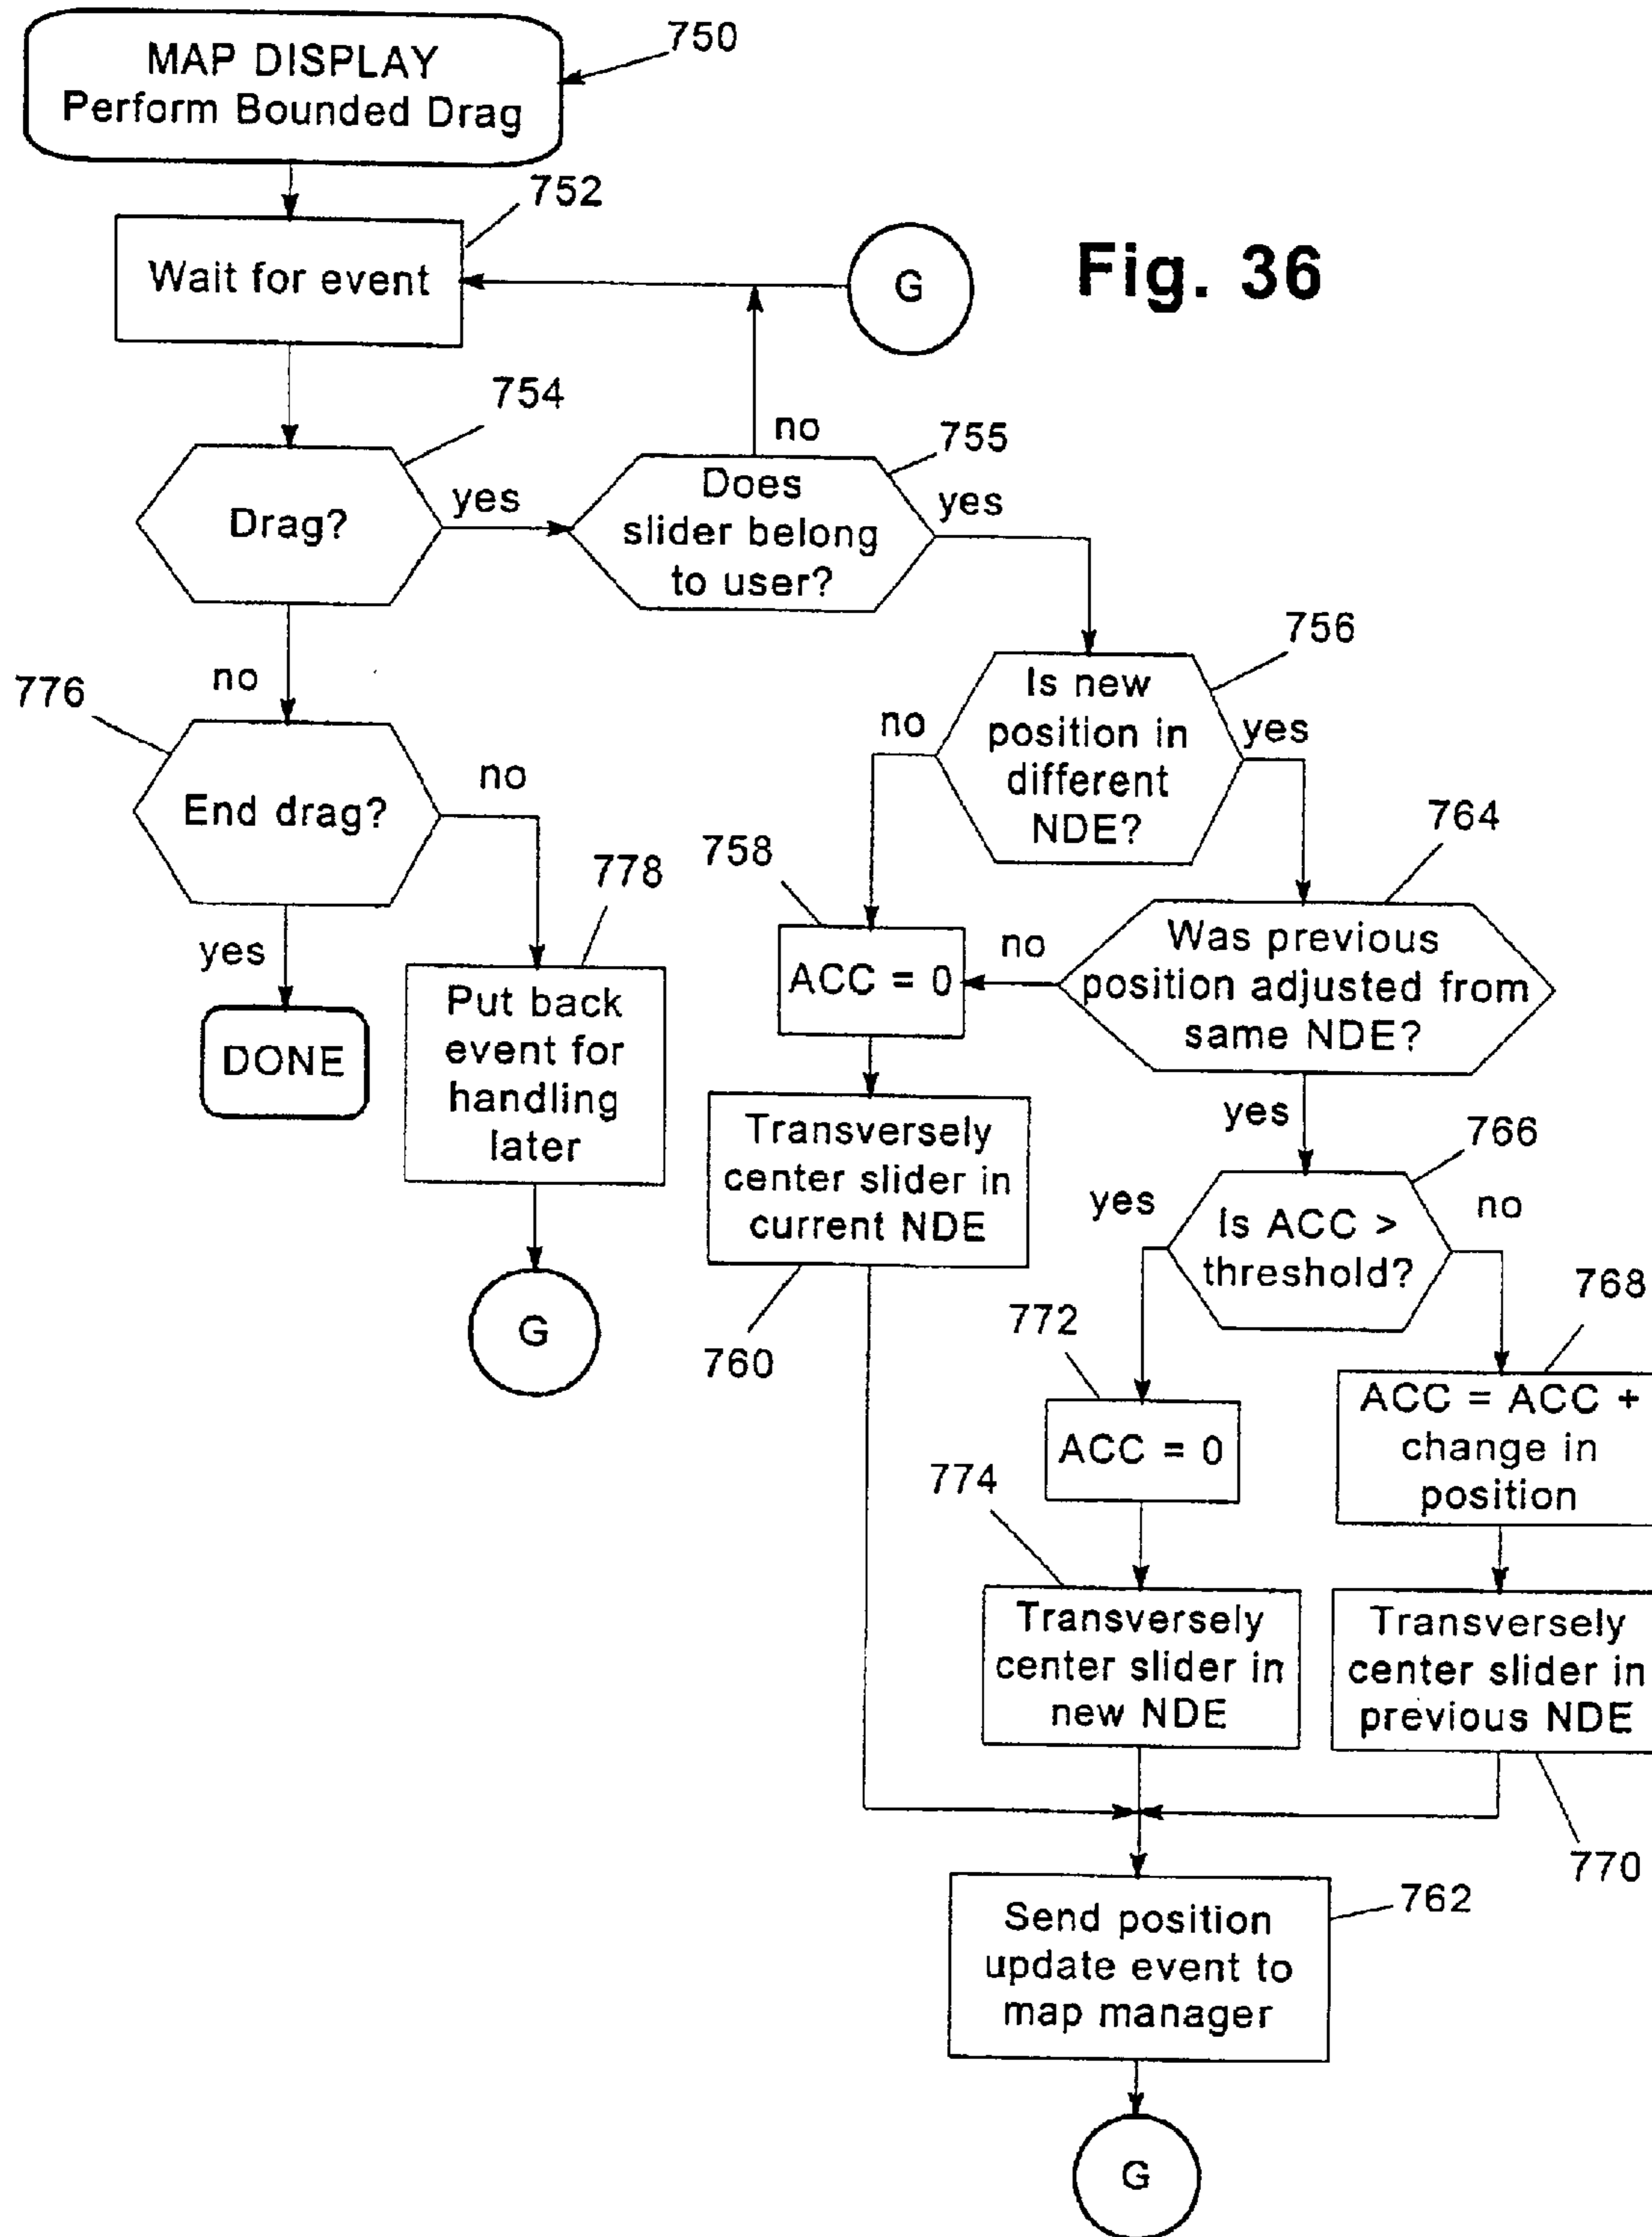 MAP DISPLAY
Perform Bounded Drag
750
752
Wait for event
G
Fig. 36
754
no
755
Drag?
yes
Does
slider belong
to user?
yes
756
776
no
Is new
position in
different
NDE?
no
yes
End drag?
no
764
758
778
yes
Was previous
position adjusted from
same NDE?
no
ACC = 0
DONE
Put back
event for
handling
later
Transversely
center slider in
current NDE
yes
766
yes
Is ACC >
threshold?
no
768
G
760
772
ACC = ACC +
change in
position
ACC = 0
774
Transversely
center slider in
new NDE
Transversely
center slider in
previous NDE
770
762
Send position
update event to
map manager
G